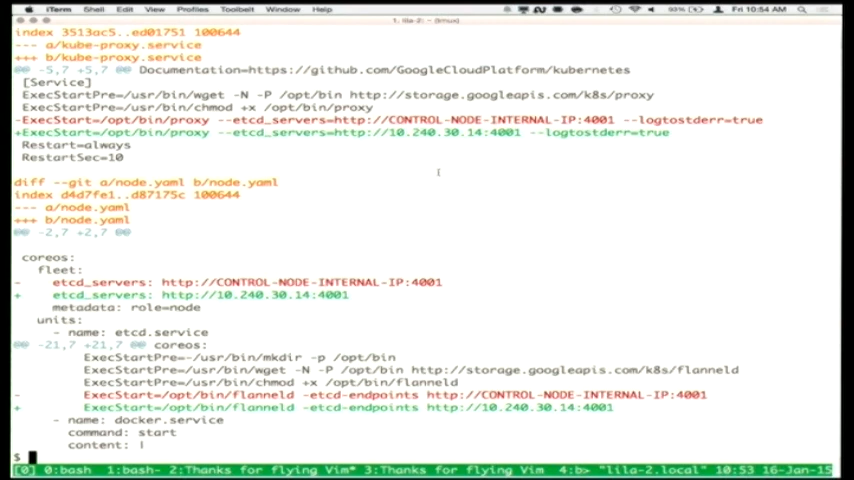 iTerm Shell Edit View Profiles Toolbelt Window Help 93% Fri 10:54 AM
1. lila-2: ~ (tmux)
index 3513ac5..ed01751 100644
--- a/kube-proxy.service
+++ b/kube-proxy.service
@@ -5,7 +5,7 @@ Documentation=https://github.com/GoogleCloudPlatform/kubernetes
[Service]
ExecStartPre=/usr/bin/wget -N -P /opt/bin http://storage.googleapis.com/k8s/proxy
ExecStartPre=/usr/bin/chmod +x /opt/bin/proxy
-ExecStart=/opt/bin/proxy --etcd_servers=http://CONTROL-NODE-INTERNAL-IP:4001 --logtostderr=true
+ExecStart=/opt/bin/proxy --etcd_servers=http://10.240.30.14:4001 --logtostderr=true
Restart=always
RestartSec=10
diff --git a/node.yaml b/node.yaml
index d4d7fe1..d87175c 100644
--- a/node.yaml
+++ b/node.yaml
@@ -2,7 +2,7 @@
coreos:
fleet:
- etcd_servers: http://CONTROL-NODE-INTERNAL-IP:4001
+ etcd_servers: http://10.240.30.14:4001
metadata: role=node
units:
- name: etcd.service
@@ -21,7 +21,7 @@ coreos:
ExecStartPre=-/usr/bin/mkdir -p /opt/bin
ExecStartPre=/usr/bin/wget -N -P /opt/bin http://storage.googleapis.com/k8s/flanneld
ExecStartPre=/usr/bin/chmod +x /opt/bin/flanneld
- ExecStart=/opt/bin/flanneld -etcd-endpoints http://CONTROL-NODE-INTERNAL-IP:4001
+ ExecStart=/opt/bin/flanneld -etcd-endpoints http://10.240.30.14:4001
- name: docker.service
command: start
content: |
$
[0] 0:bash 1:bash- 2:Thanks for flying Vim* 3:Thanks for flying Vim 4:b> "lila-2.local" 10:53 16-Jan-15